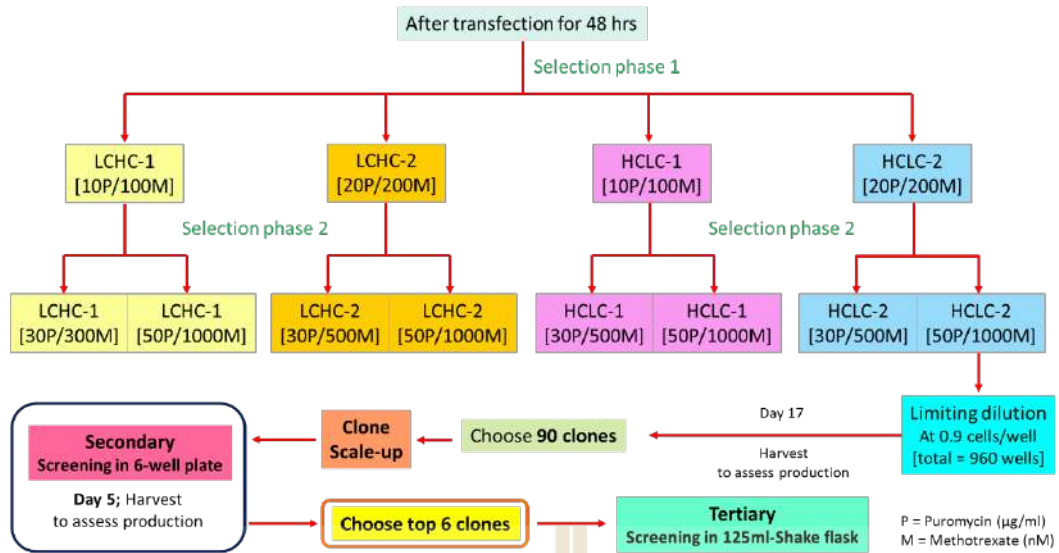 After transfection for 48 hrs
Selection phase 1
LCHC-1
[10P/100M]
LCHC-2
[20P/200M]
HCLC-1
[10P/100M]
HCLC-2
[20P/200M]
Selection phase 2
Selection phase 2
LCHC-1
[30P/300M]
LCHC-1
[50P/1000M]
LCHC-2
[30P/500M]
LCHC-2
[50P/1000M]
HCLC-1
[30P/500M]
HCLC-1
[50P/1000M]
HCLC-2
[30P/500M]
HCLC-2
[50P/1000M]
Limiting dilution
At 0.9 cells/well
[total = 960 wells]
Day 17
Harvest
to assess production
Choose 90 clones
Clone
Scale-up
Secondary
Screening in 6-well plate
Day 5; Harvest
to assess production
Choose top 6 clones
Tertiary
Screening in 125ml-Shake flask
P = Puromycin (µg/ml)
M = Methotrexate (nM)